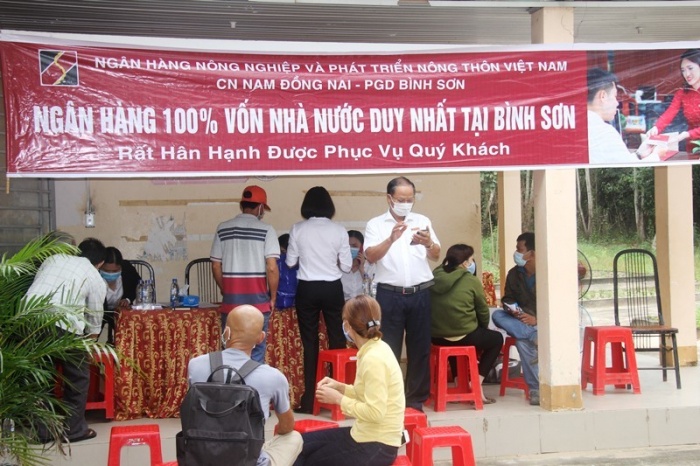 NGÂN HÀNG NÔNG NGHIỆP VÀ PHÁT TRIỂN NÔNG THÔN VIỆT NAM
CN NAM ĐỒNG NAI - PGD BÌNH SƠN
NGÂN HÀNG 100% VỐN NHÀ NƯỚC DUY NHẤT TẠI BÌNH SƠN
Rất Hân Hạnh Được Phục Vụ Quý Khách